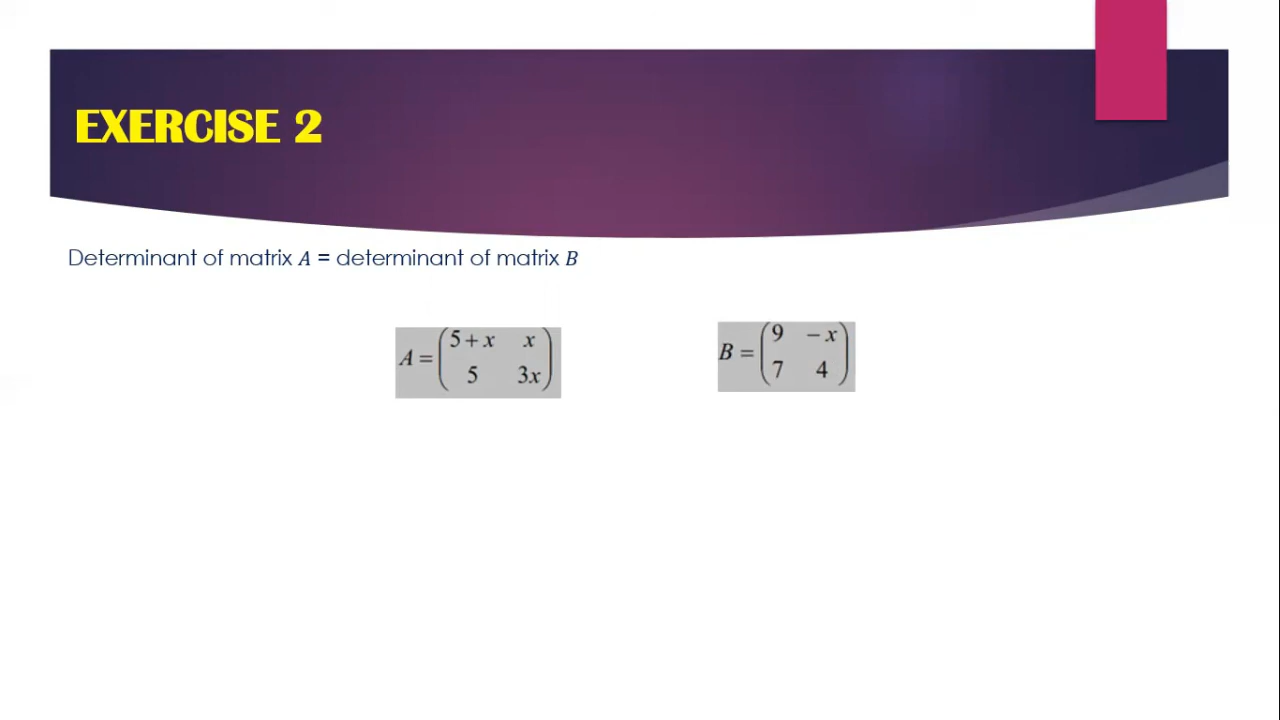 EXERCISE 2
Determinant of matrix A = determinant of matrix B
A = ( 5 + x x
5 3x )
B = ( 9 − x
7 4 )